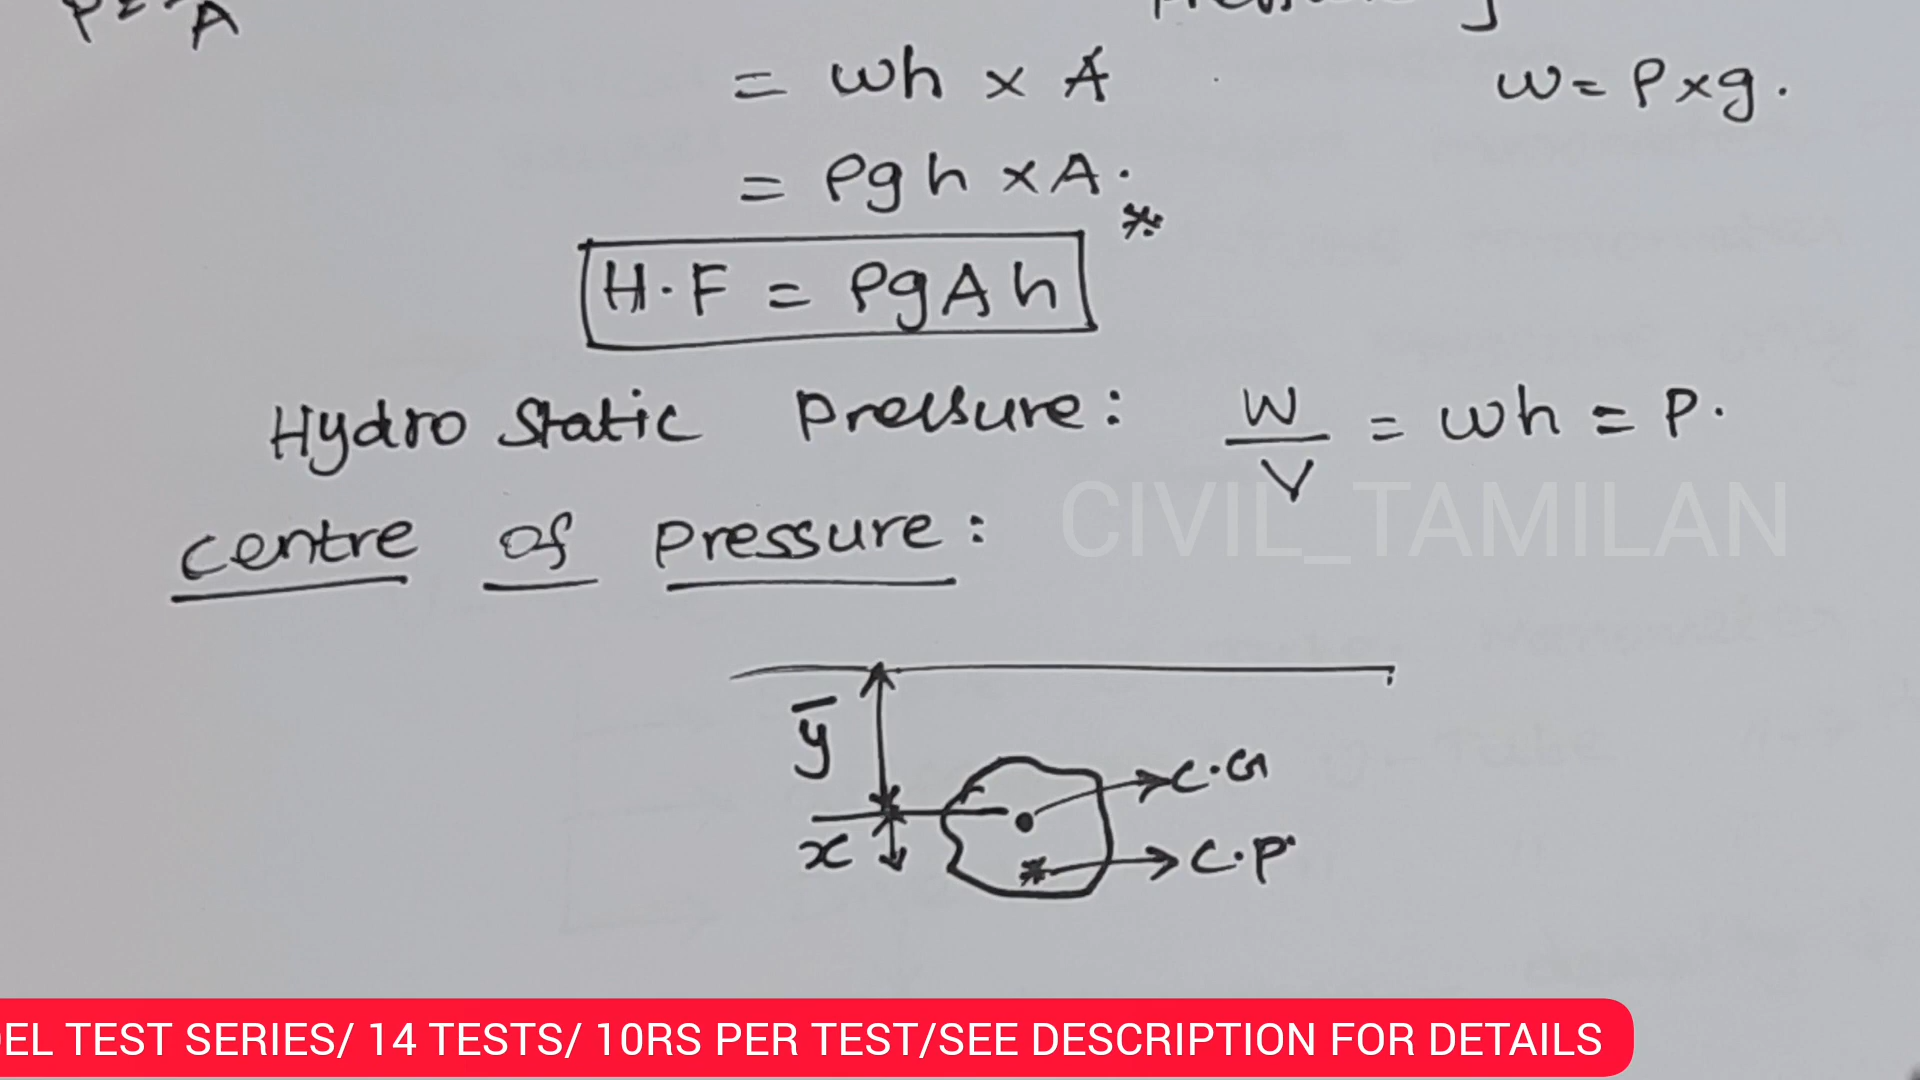 A
= wh x A
w = ρ x g.
= ρgh x A.
H.F = ρgAh *
Hydro Static Pressure: W/V = wh = P.
CIVIL_TAMILAN
Centre of Pressure:
ȳ
C.G
x
C.P
DEL TEST SERIES/ 14 TESTS/ 10RS PER TEST/SEE DESCRIPTION FOR DETAILS